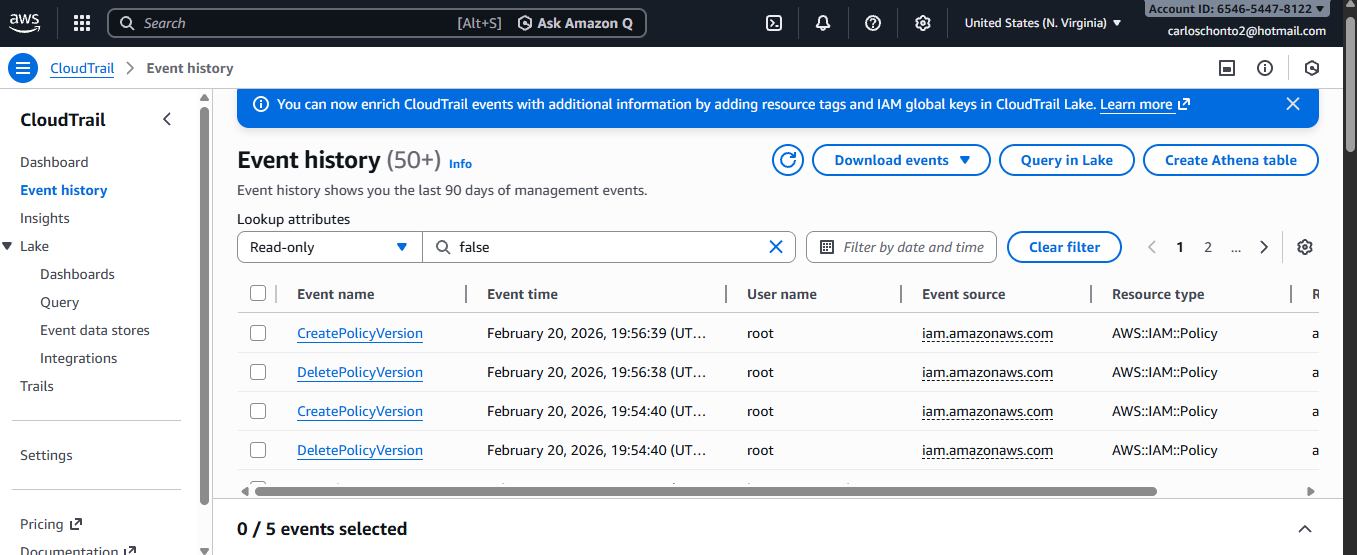 aws Search [Alt+S] Ask Amazon Q United States (N. Virginia) Account ID: 6546-5447-8122
carloschonto2@hotmail.com
CloudTrail Event history
CloudTrail
Dashboard
Event history
Insights
Lake
Dashboards
Query
Event data stores
Integrations
Trails
Settings
Pricing
Documentation
You can now enrich CloudTrail events with additional information by adding resource tags and IAM global keys in CloudTrail Lake. Learn more
Event history (50+) Info Download events Query in Lake Create Athena table
Event history shows you the last 90 days of management events.
Lookup attributes
Read-only false Filter by date and time Clear filter 1 2 ...
Event name Event time User name Event source Resource type R
CreatePolicyVersion February 20, 2026, 19:56:39 (UT... root iam.amazonaws.com AWS::IAM::Policy a
DeletePolicyVersion February 20, 2026, 19:56:38 (UT... root iam.amazonaws.com AWS::IAM::Policy a
CreatePolicyVersion February 20, 2026, 19:54:40 (UT... root iam.amazonaws.com AWS::IAM::Policy a
DeletePolicyVersion February 20, 2026, 19:54:40 (UT... root iam.amazonaws.com AWS::IAM::Policy a
0 / 5 events selected